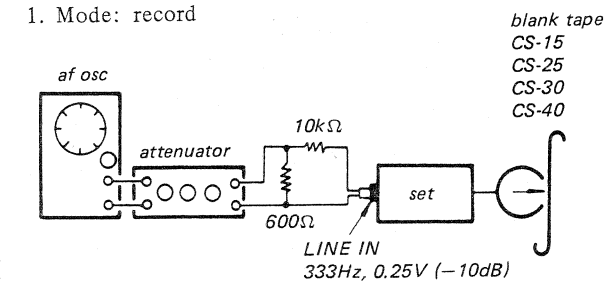 1. Mode: record
blank tape
CS-15
CS-25
CS-30
CS-40
af osc
attenuator
10kΩ
600Ω
set
LINE IN
333Hz, 0.25V (−10dB)